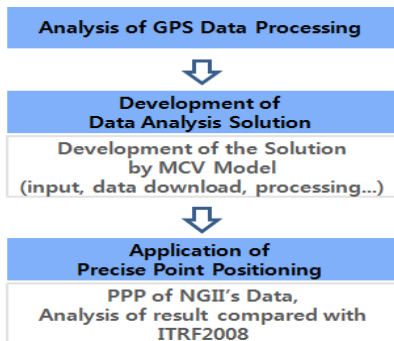 Analysis of GPS Data Processing
Development of
Data Analysis Solution
Development of the Solution
by MCV Model
(input, data download, processing...)
Application of
Precise Point Positioning
PPP of NGII's Data,
Analysis of result compared with
ITRF2008